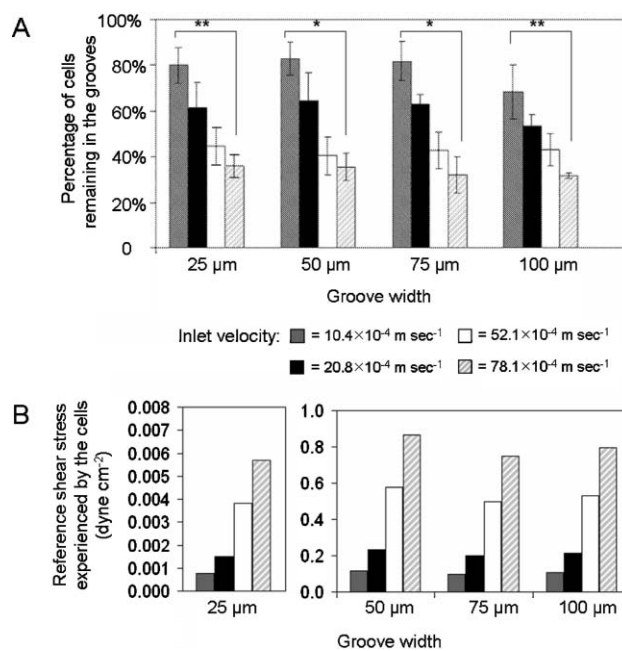 A
Percentage of cells
remaining in the grooves
100%
80%
60%
40%
20%
0
** * * **
25 µm 50 µm 75 µm 100 µm
Groove width
Inlet velocity: = 10.4×10⁻⁴ m sec⁻¹ = 52.1×10⁻⁴ m sec⁻¹
= 20.8×10⁻⁴ m sec⁻¹ = 78.1×10⁻⁴ m sec⁻¹
B
Reference shear stress
experienced by the cells
(dyne cm⁻²)
0.008
0.007
0.006
0.005
0.004
0.003
0.002
0.001
0.000
25 µm
1.0
0.8
0.6
0.4
0.2
0.0
50 µm 75 µm 100 µm
Groove width